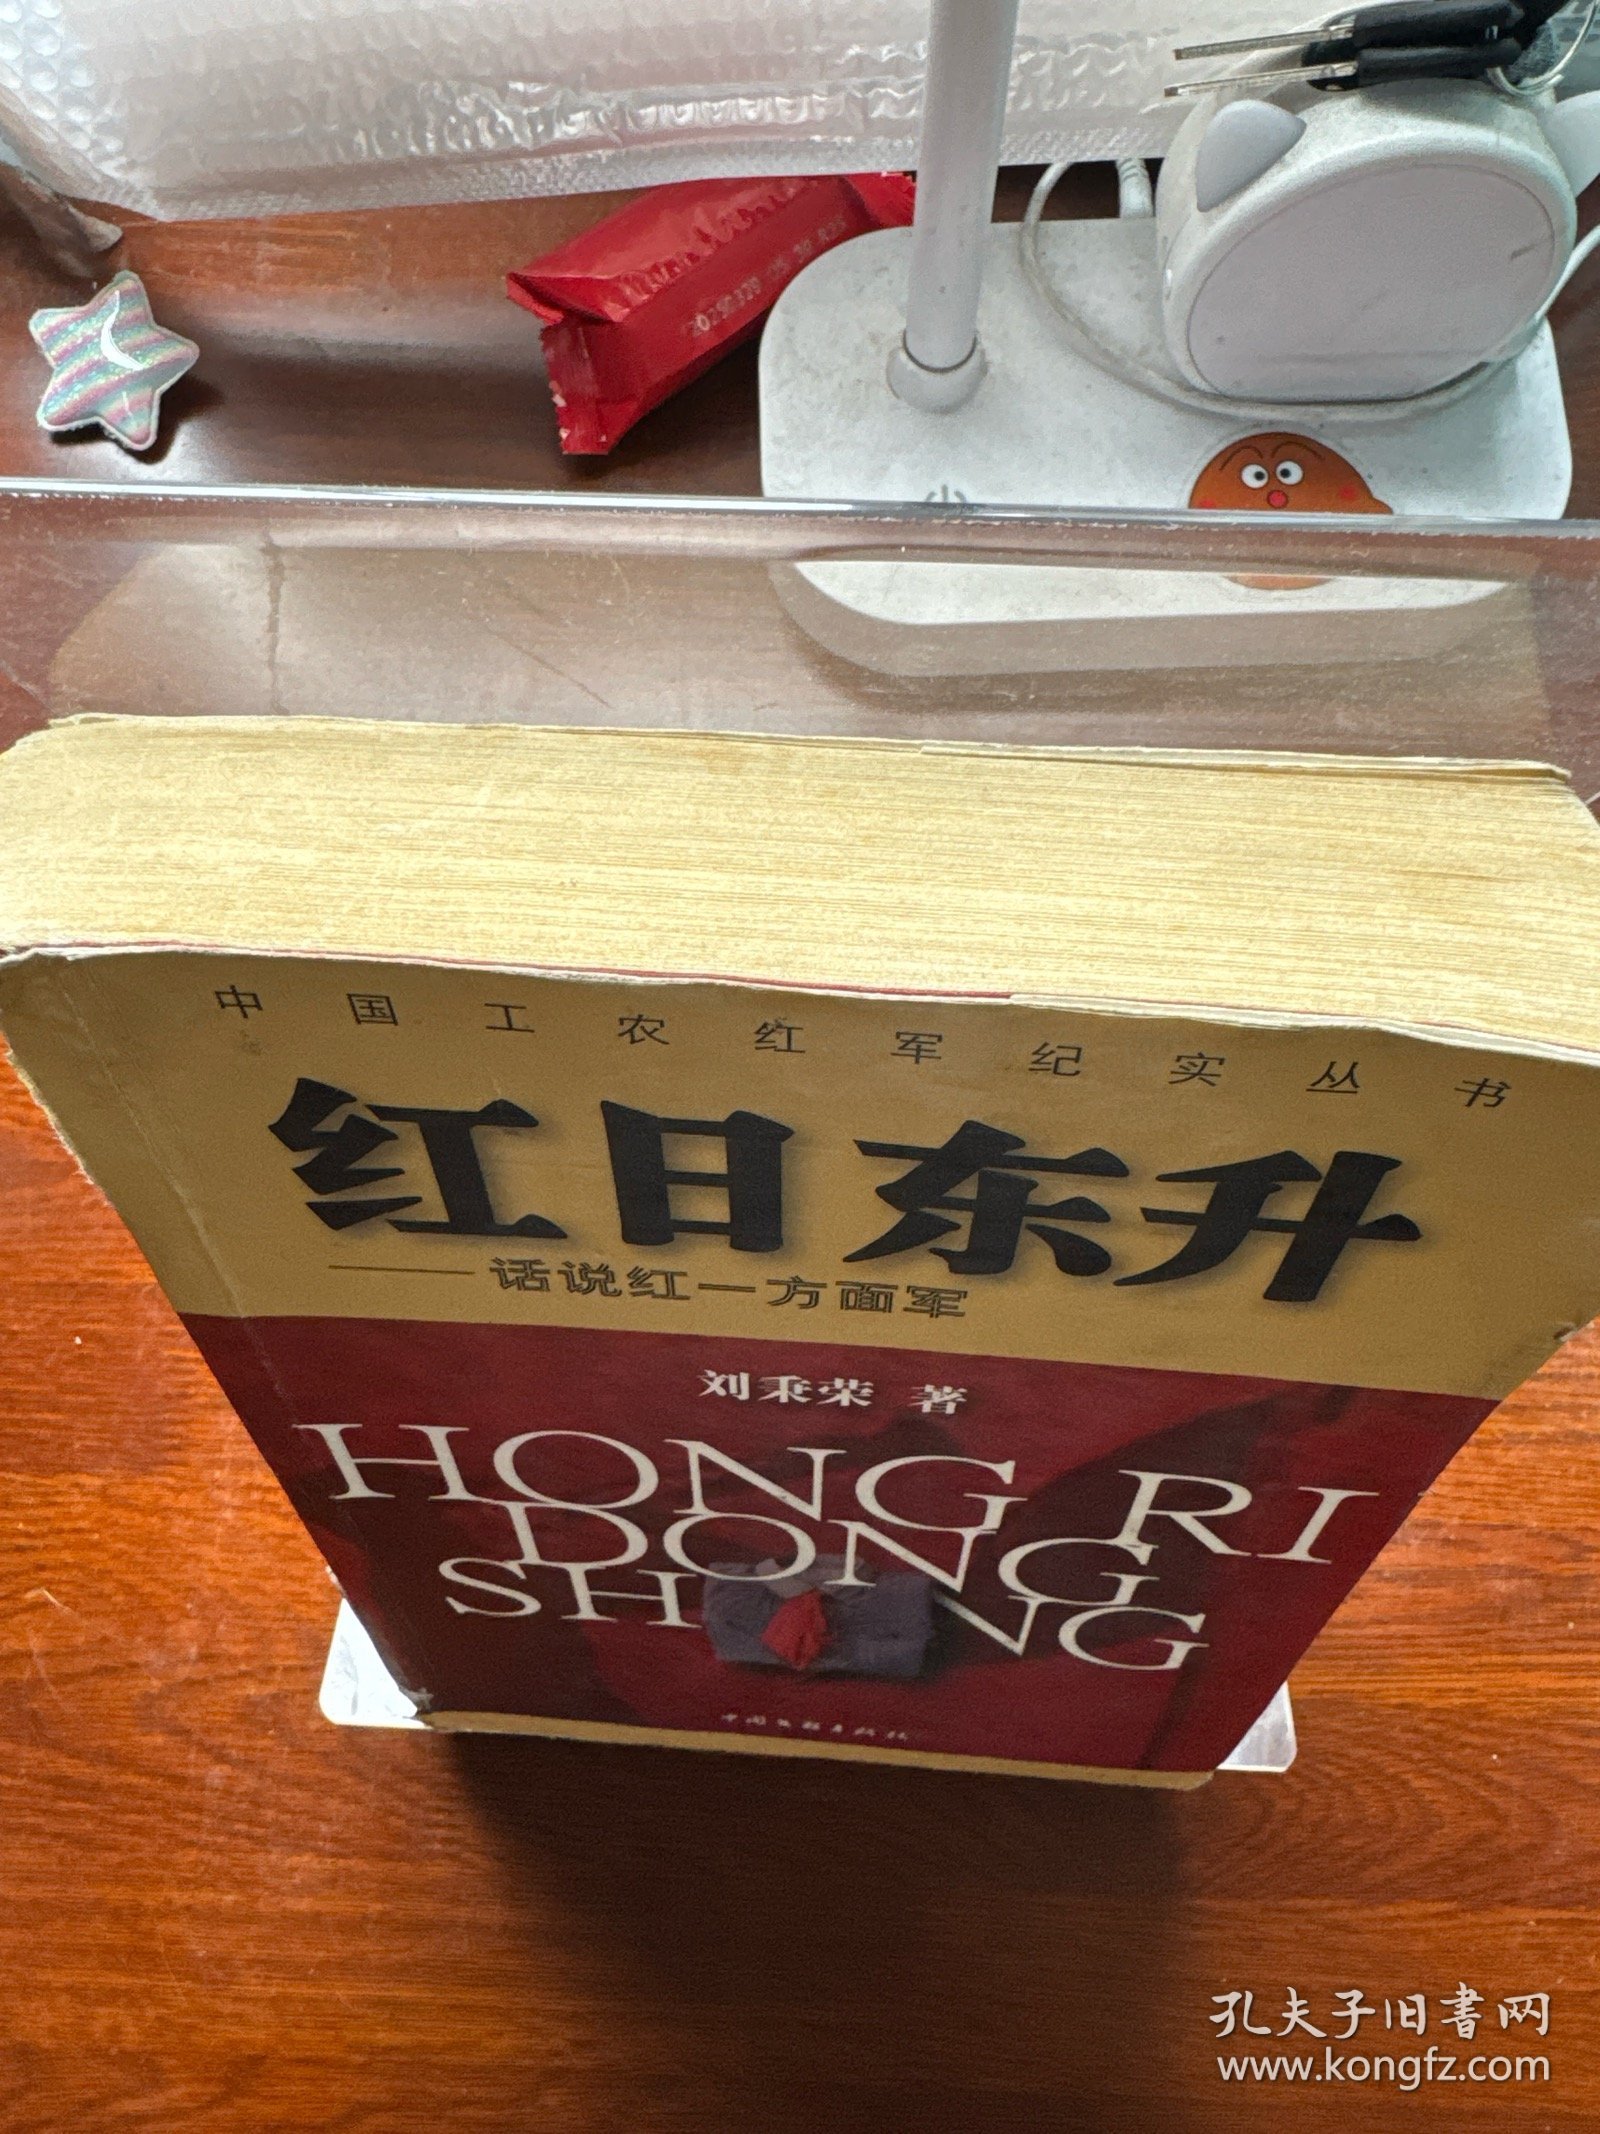 中国工农红军纪实丛书
红日东升
——话说红一方面军
刘秉荣 著
HONG RI
DONG
SHENG
孔夫子旧書网
www.kongfz.com